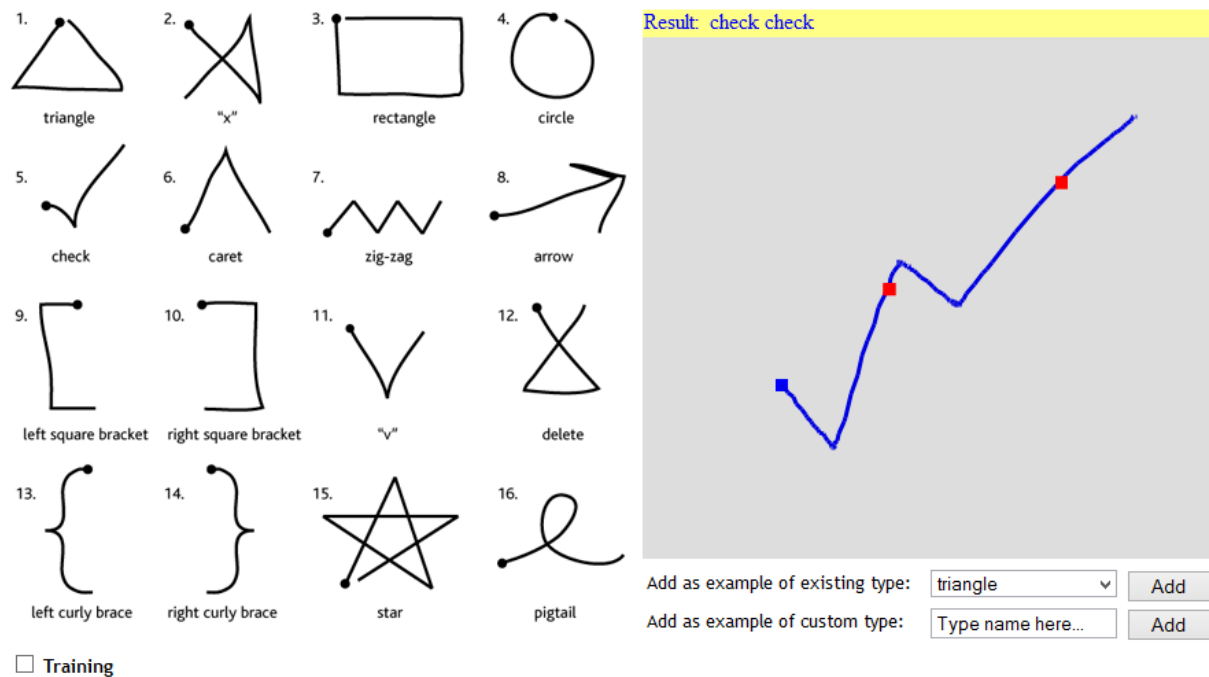 1.
2.
3.
4.
triangle
“x”
rectangle
circle
5.
6.
7.
8.
check
caret
zig-zag
arrow
9.
10.
11.
12.
left square bracket
right square bracket
“v”
delete
13.
14.
15.
16.
left curly brace
right curly brace
star
pigtail
Training
Result: check check
Add as example of existing type: triangle Add
Add as example of custom type: Type name here... Add